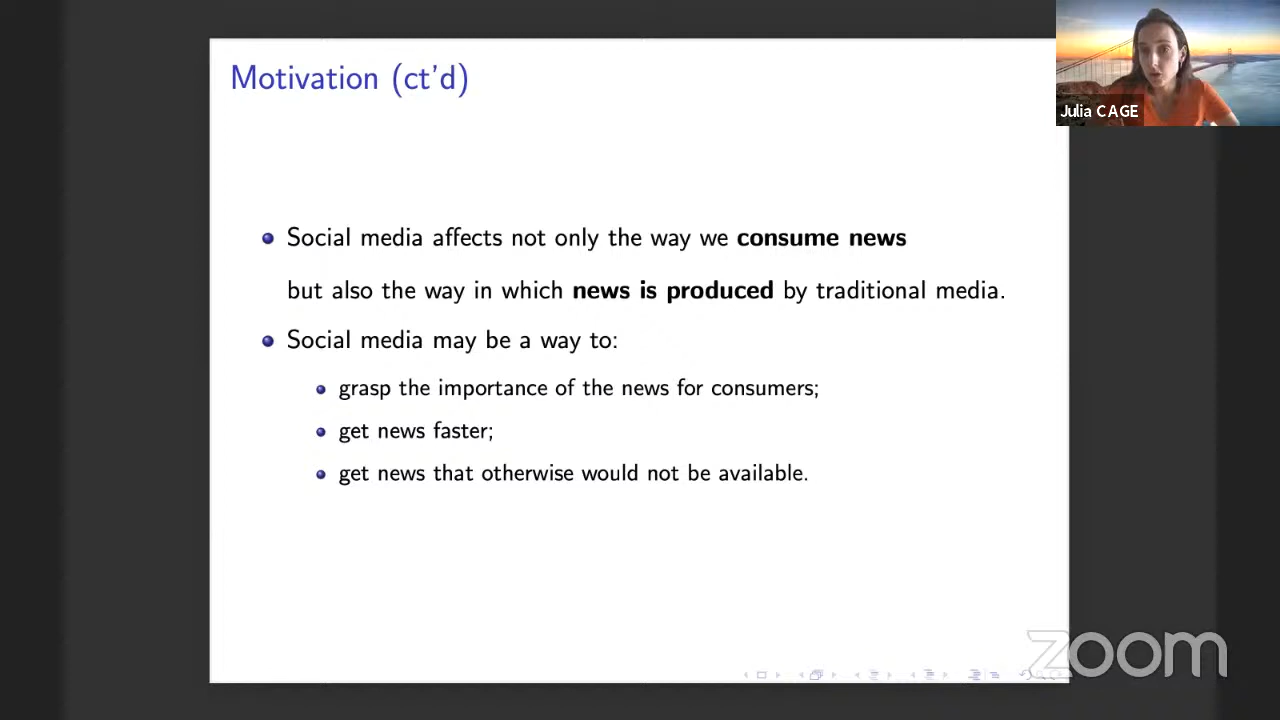 Motivation (ct'd)
Julia CAGE
Social media affects not only the way we consume news
but also the way in which news is produced by traditional media.
Social media may be a way to:
grasp the importance of the news for consumers;
get news faster;
get news that otherwise would not be available.
zoom